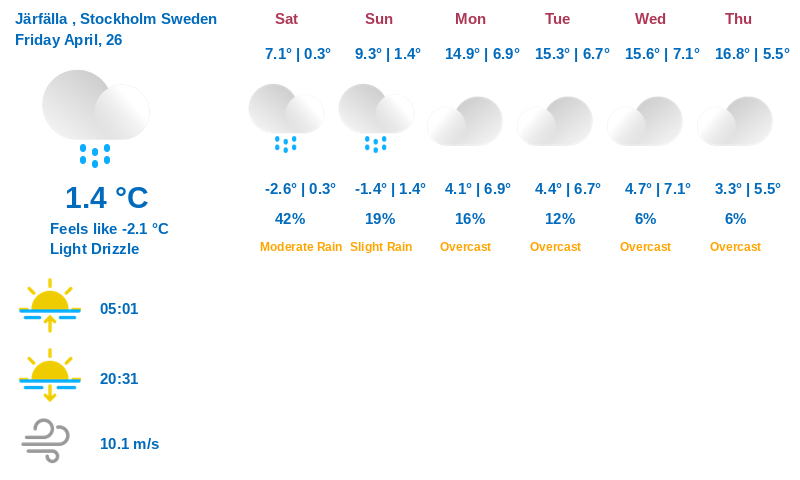 Järfälla , Stockholm Sweden
Friday April, 26
1.4 °C
Feels like -2.1 °C
Light Drizzle
05:01
20:31
10.1 m/s
Sat Sun Mon Tue Wed Thu
7.1° | 0.3° 9.3° | 1.4° 14.9° | 6.9° 15.3° | 6.7° 15.6° | 7.1° 16.8° | 5.5°
-2.6° | 0.3° -1.4° | 1.4° 4.1° | 6.9° 4.4° | 6.7° 4.7° | 7.1° 3.3° | 5.5°
42% 19% 16% 12% 6% 6%
Moderate Rain Slight Rain Overcast Overcast Overcast Overcast